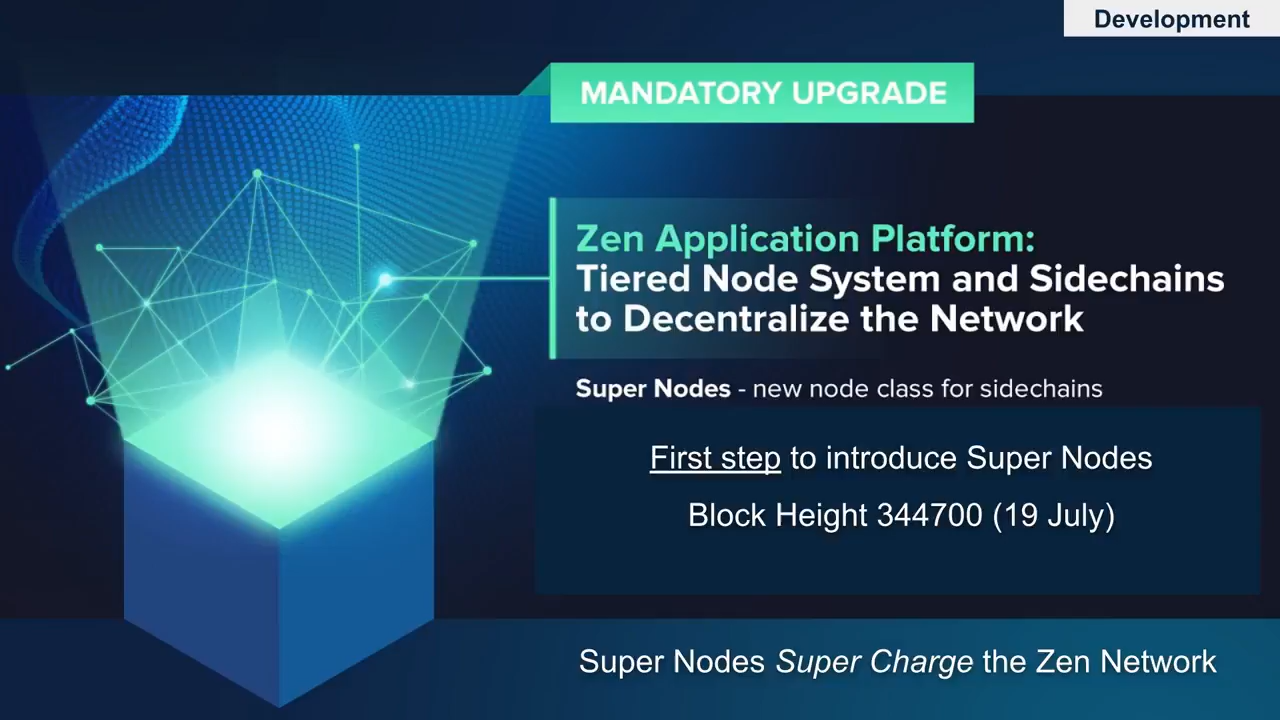 Development
MANDATORY UPGRADE
Zen Application Platform:
Tiered Node System and Sidechains
to Decentralize the Network
Super Nodes - new node class for sidechains
First step to introduce Super Nodes
Block Height 344700 (19 July)
Super Nodes Super Charge the Zen Network